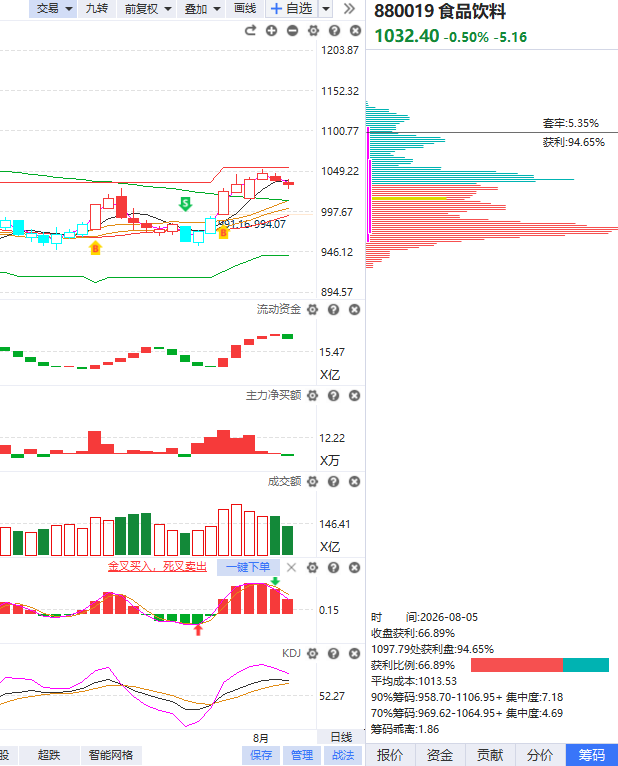 交易 九转 前复权 叠加 画线 +自选
880019 食品饮料
1032.40 -0.50% -5.16
1203.87
1152.32
1100.77
1049.22
997.67
946.12
894.57
S
B
B
991.16-994.07
套牢:5.35%
获利:94.65%
流动资金
15.47
X亿
主力净买额
12.22
X万
成交额
146.41
X亿
金叉买入，死叉卖出 一键下单
0.15
KDJ
52.27
8月 日线
股 超跌 智能网格 保存 管理 战法
时 间:2026-08-05
收盘获利:66.89%
1097.79处获利盘:94.65%
获利比例:66.89%
平均成本:1013.53
90%筹码:958.70-1106.95+ 集中度:7.18
70%筹码:969.62-1064.95+ 集中度:4.69
筹码乖离:1.86
报价 资金 贡献 分价 筹码